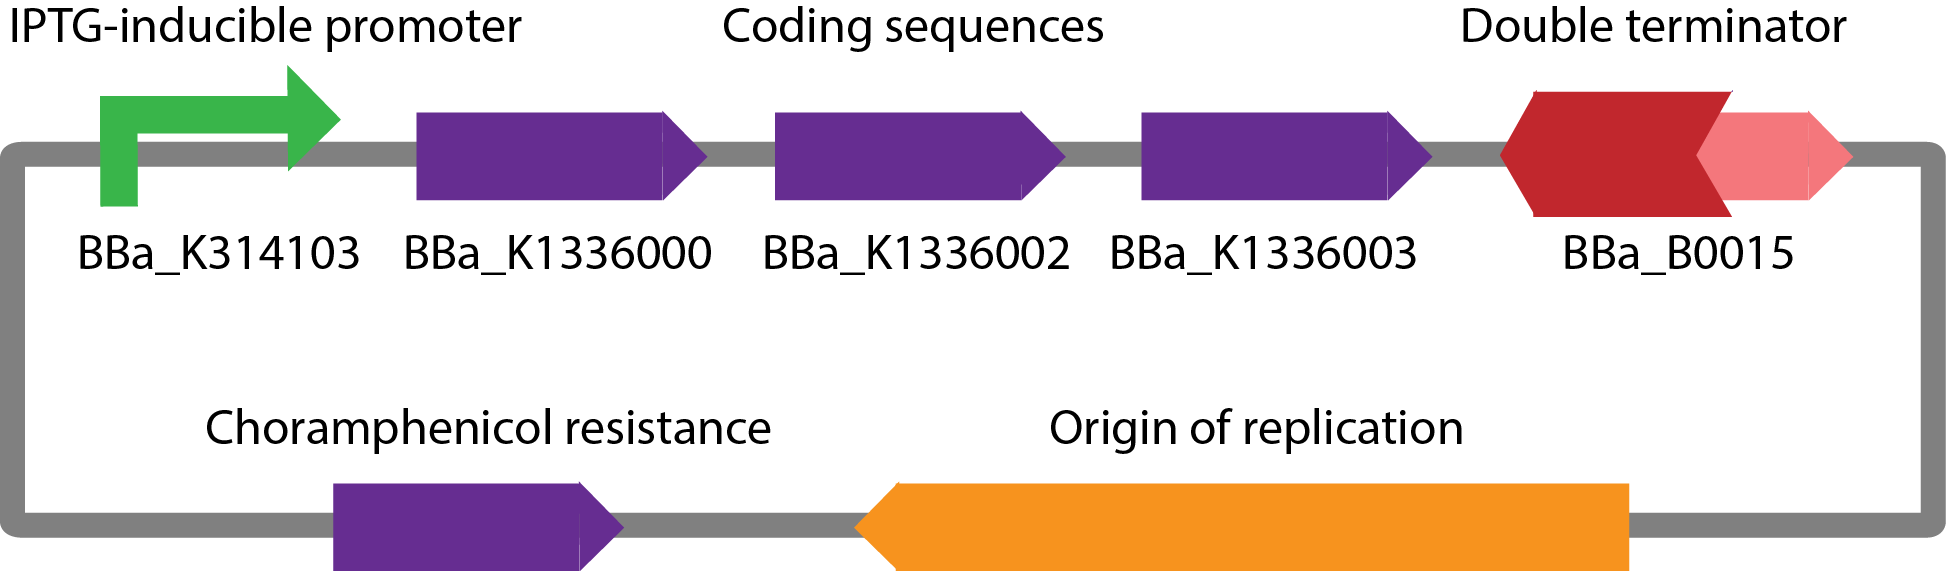 IPTG-inducible promoter Coding sequences Double terminator
BBa_K314103 BBa_K1336000 BBa_K1336002 BBa_K1336003 BBa_B0015
Choramphenicol resistance Origin of replication